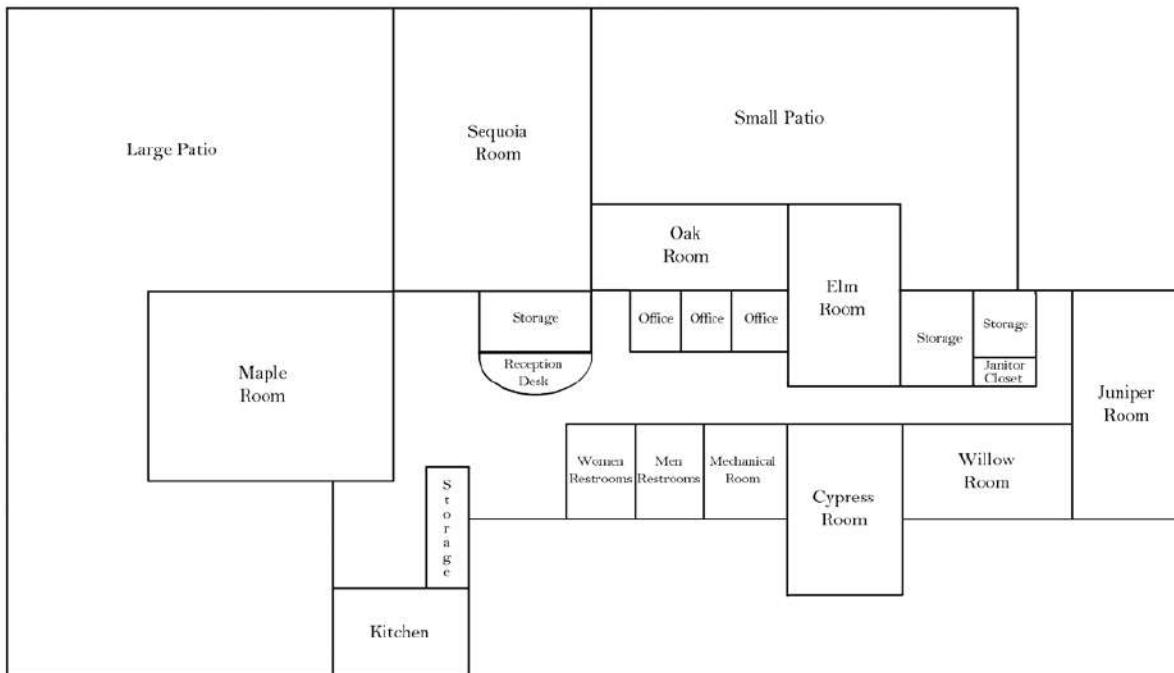 Large Patio
Sequoia
Room
Small Patio
Oak
Room
Elm
Room
Storage
Office
Office
Office
Storage
Storage
Reception
Desk
Janitor
Closet
Maple
Room
Juniper
Room
Women
Restrooms
Men
Restrooms
Mechanical
Room
Cypress
Room
Willow
Room
Storage
Kitchen